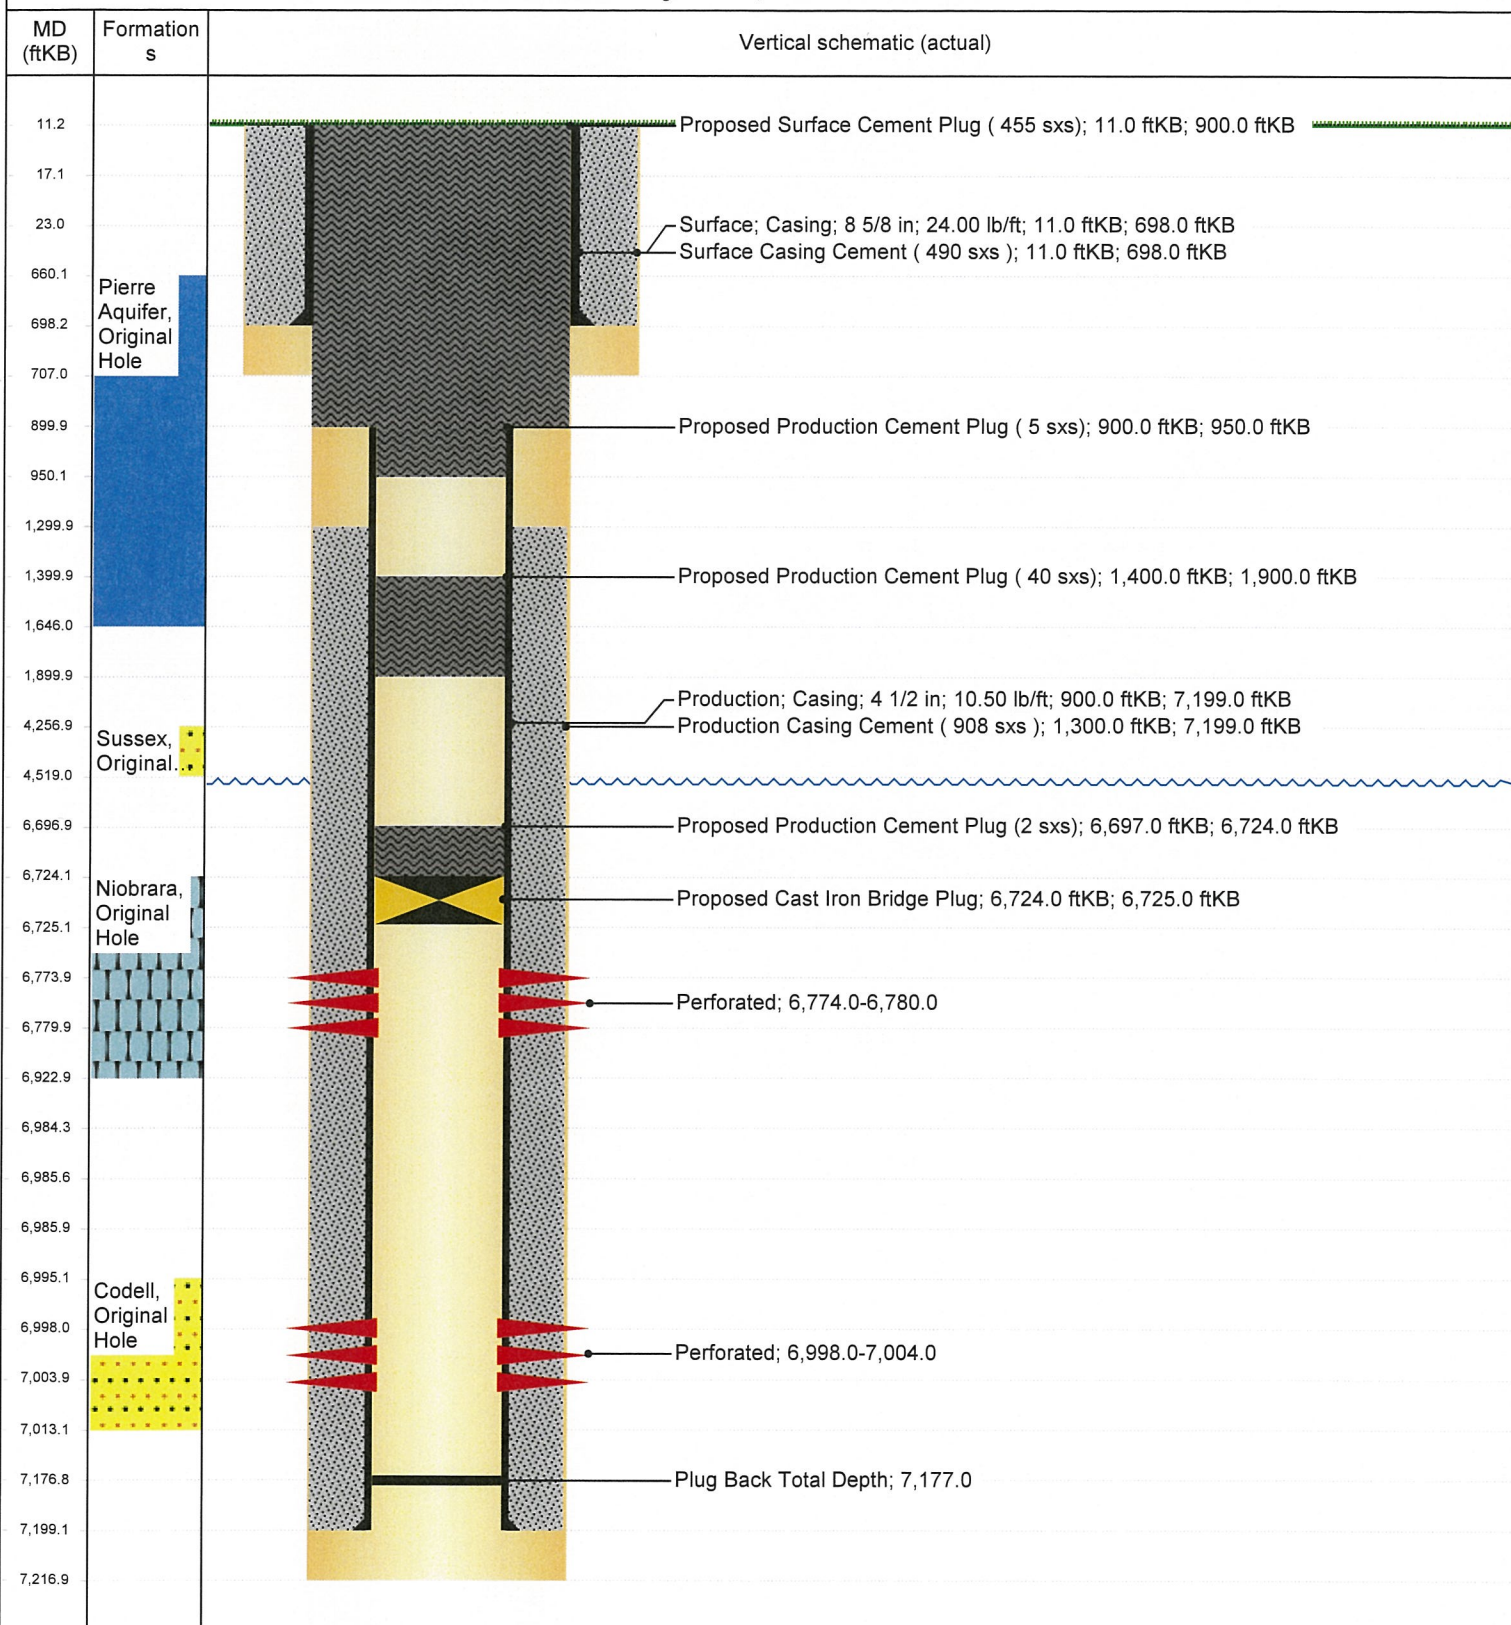 MD
(ftKB)
Formation
s
Vertical schematic (actual)
11.2
Proposed Surface Cement Plug ( 455 sxs); 11.0 ftKB; 900.0 ftKB
17.1
23.0
Surface; Casing; 8 5/8 in; 24.00 lb/ft; 11.0 ftKB; 698.0 ftKB
Surface Casing Cement ( 490 sxs ); 11.0 ftKB; 698.0 ftKB
660.1
Pierre
Aquifer,
Original
Hole
698.2
707.0
899.9
Proposed Production Cement Plug ( 5 sxs); 900.0 ftKB; 950.0 ftKB
950.1
1,299.9
1,399.9
Proposed Production Cement Plug ( 40 sxs); 1,400.0 ftKB; 1,900.0 ftKB
1,646.0
1,899.9
Production; Casing; 4 1/2 in; 10.50 lb/ft; 900.0 ftKB; 7,199.0 ftKB
4,256.9
Production Casing Cement ( 908 sxs ); 1,300.0 ftKB; 7,199.0 ftKB
Sussex,
Original...
4,519.0
6,696.9
Proposed Production Cement Plug (2 sxs); 6,697.0 ftKB; 6,724.0 ftKB
6,724.1
Niobrara,
Original
Hole
Proposed Cast Iron Bridge Plug; 6,724.0 ftKB; 6,725.0 ftKB
6,725.1
6,773.9
Perforated; 6,774.0-6,780.0
6,779.9
6,922.9
6,984.3
6,985.6
6,985.9
6,995.1
Codell,
Original
Hole
6,998.0
Perforated; 6,998.0-7,004.0
7,003.9
7,013.1
7,176.8
Plug Back Total Depth; 7,177.0
7,199.1
7,216.9